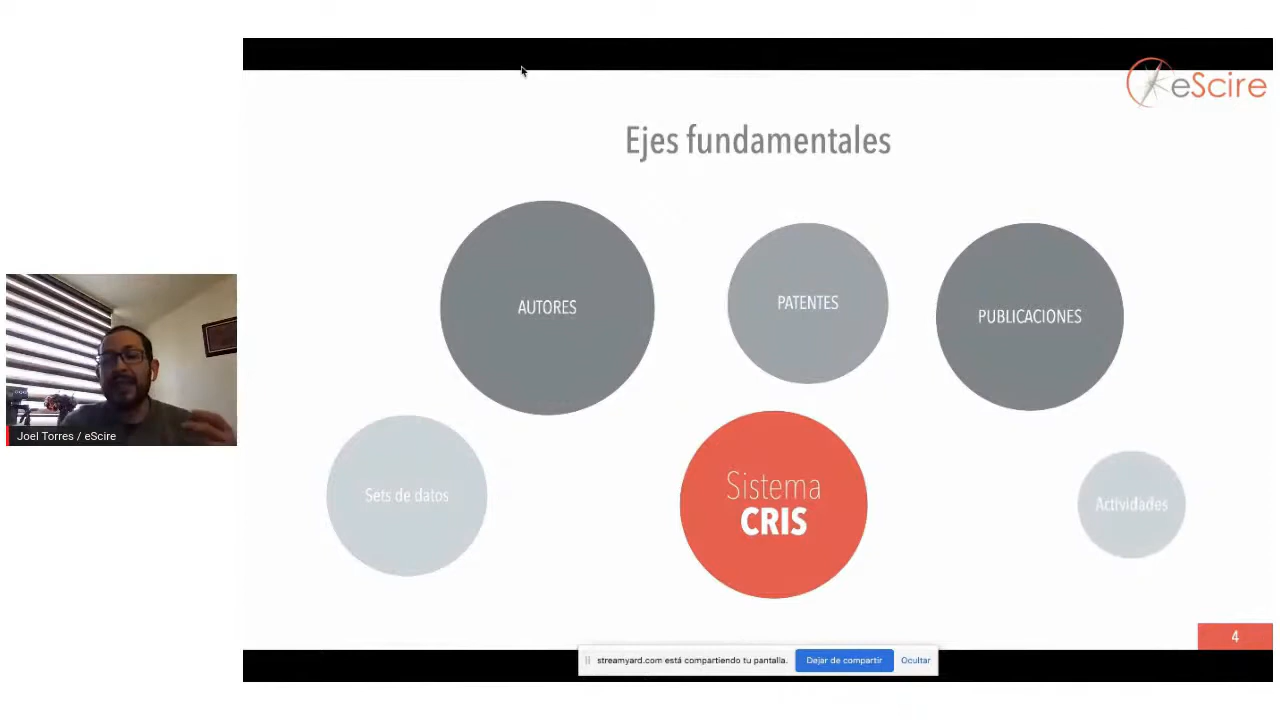 eScire
Ejes fundamentales
AUTORES
PATENTES
PUBLICACIONES
Joel Torres / eScire
Sets de datos
Sistema
CRIS
Actividades
4
streamyard.com está compartiendo tu pantalla.
Dejar de compartir
Ocultar